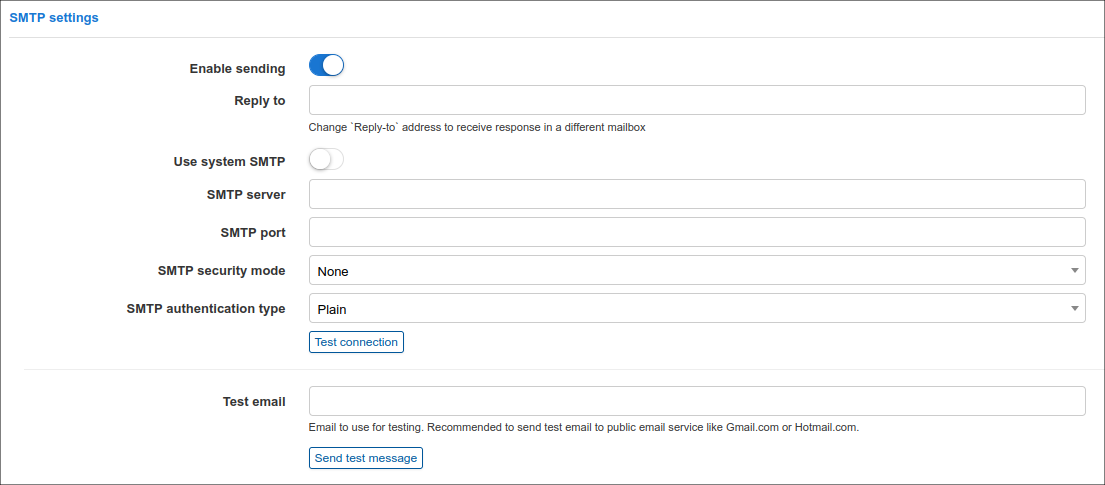 SMTP settings
Enable sending
Reply to
Change `Reply-to` address to receive response in a different mailbox
Use system SMTP
SMTP server
SMTP port
SMTP security mode
None
SMTP authentication type
Plain
Test connection
Test email
Email to use for testing. Recommended to send test email to public email service like Gmail.com or Hotmail.com.
Send test message